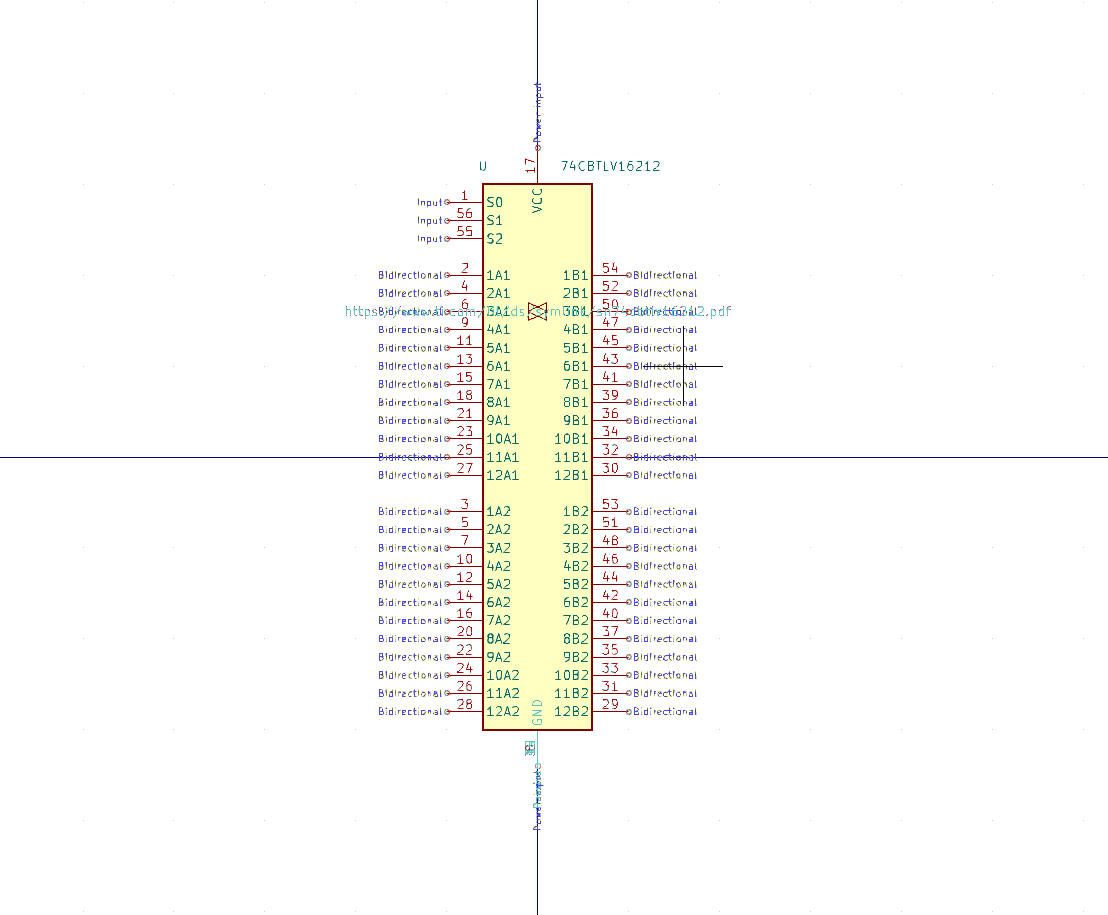 Power input
17
U 74CBTLV16212
VCC
Input 1 S0
Input 56 S1
Input 55 S2
Bidirectional 2 1A1 1B1 54 Bidirectional
Bidirectional 4 2A1 2B1 52 Bidirectional
Bidirectional 6 3A1 3B1 50 Bidirectional
Bidirectional 9 4A1 4B1 47 Bidirectional
Bidirectional 11 5A1 5B1 45 Bidirectional
Bidirectional 13 6A1 6B1 43 Bidirectional
Bidirectional 15 7A1 7B1 41 Bidirectional
Bidirectional 18 8A1 8B1 39 Bidirectional
Bidirectional 21 9A1 9B1 36 Bidirectional
Bidirectional 23 10A1 10B1 34 Bidirectional
Bidirectional 25 11A1 11B1 32 Bidirectional
Bidirectional 27 12A1 12B1 30 Bidirectional
Bidirectional 3 1A2 1B2 53 Bidirectional
Bidirectional 5 2A2 2B2 51 Bidirectional
Bidirectional 7 3A2 3B2 48 Bidirectional
Bidirectional 10 4A2 4B2 46 Bidirectional
Bidirectional 12 5A2 5B2 44 Bidirectional
Bidirectional 14 6A2 6B2 42 Bidirectional
Bidirectional 16 7A2 7B2 40 Bidirectional
Bidirectional 20 8A2 8B2 37 Bidirectional
Bidirectional 22 9A2 9B2 35 Bidirectional
Bidirectional 24 10A2 10B2 33 Bidirectional
Bidirectional 26 11A2 11B2 31 Bidirectional
Bidirectional 28 12A2 12B2 29 Bidirectional
GND